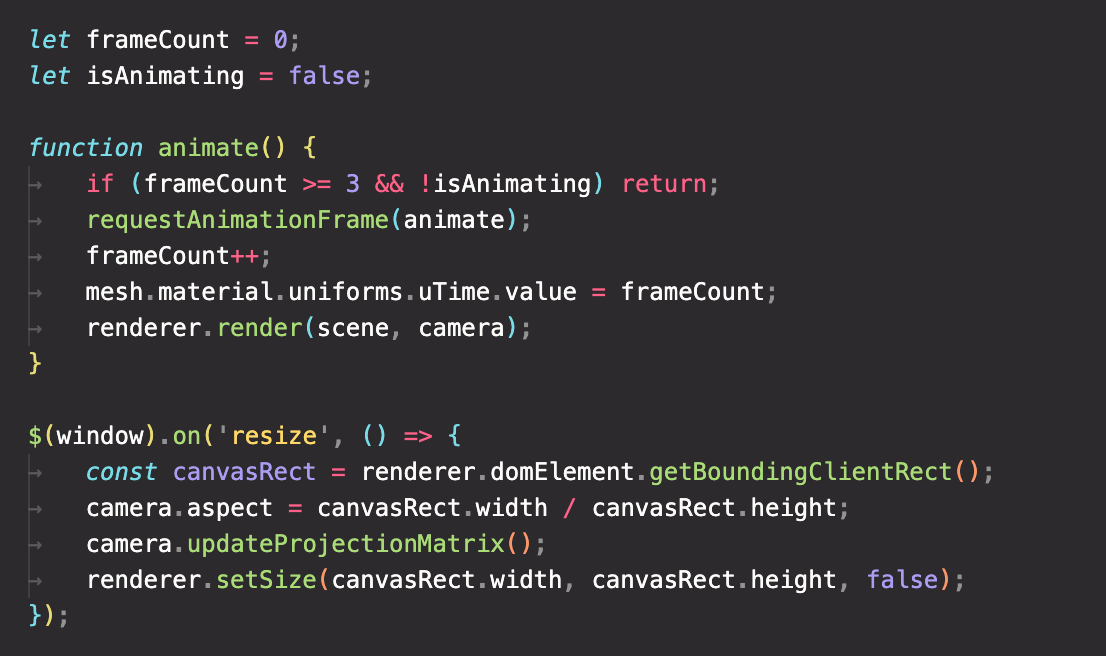 let frameCount = 0;
let isAnimating = false;

function animate() {
	if (frameCount >= 3 && !isAnimating) return;
	requestAnimationFrame(animate);
	frameCount++;
	mesh.material.uniforms.uTime.value = frameCount;
	renderer.render(scene, camera);
}

$(window).on('resize', () => {
	const canvasRect = renderer.domElement.getBoundingClientRect();
	camera.aspect = canvasRect.width / canvasRect.height;
	camera.updateProjectionMatrix();
	renderer.setSize(canvasRect.width, canvasRect.height, false);
});